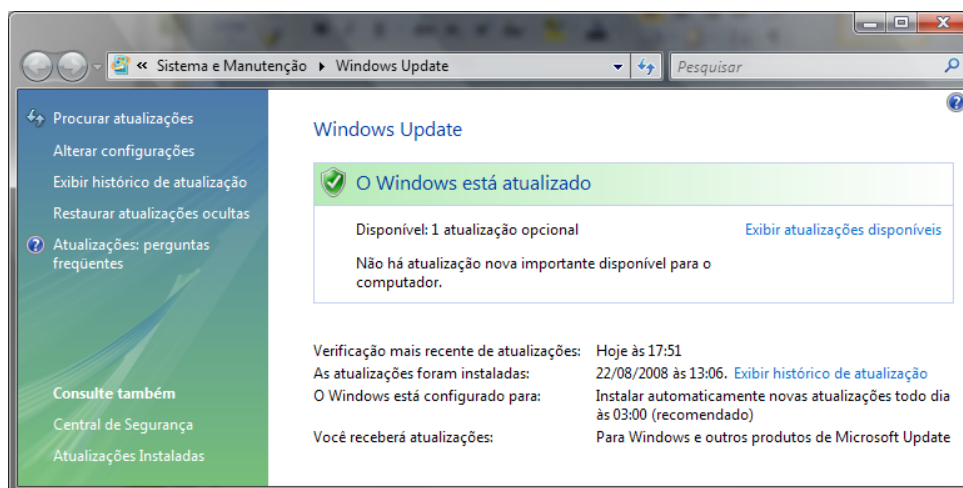 « Sistema e Manutenção ▸ Windows Update
Pesquisar
Procurar atualizações
Alterar configurações
Exibir histórico de atualização
Restaurar atualizações ocultas
Atualizações: perguntas
freqüentes
Consulte também
Central de Segurança
Atualizações Instaladas
Windows Update
O Windows está atualizado
Disponível: 1 atualização opcional Exibir atualizações disponíveis
Não há atualização nova importante disponível para o
computador.
Verificação mais recente de atualizações: Hoje às 17:51
As atualizações foram instaladas: 22/08/2008 às 13:06. Exibir histórico de atualização
O Windows está configurado para: Instalar automaticamente novas atualizações todo dia
às 03:00 (recomendado)
Você receberá atualizações: Para Windows e outros produtos de Microsoft Update